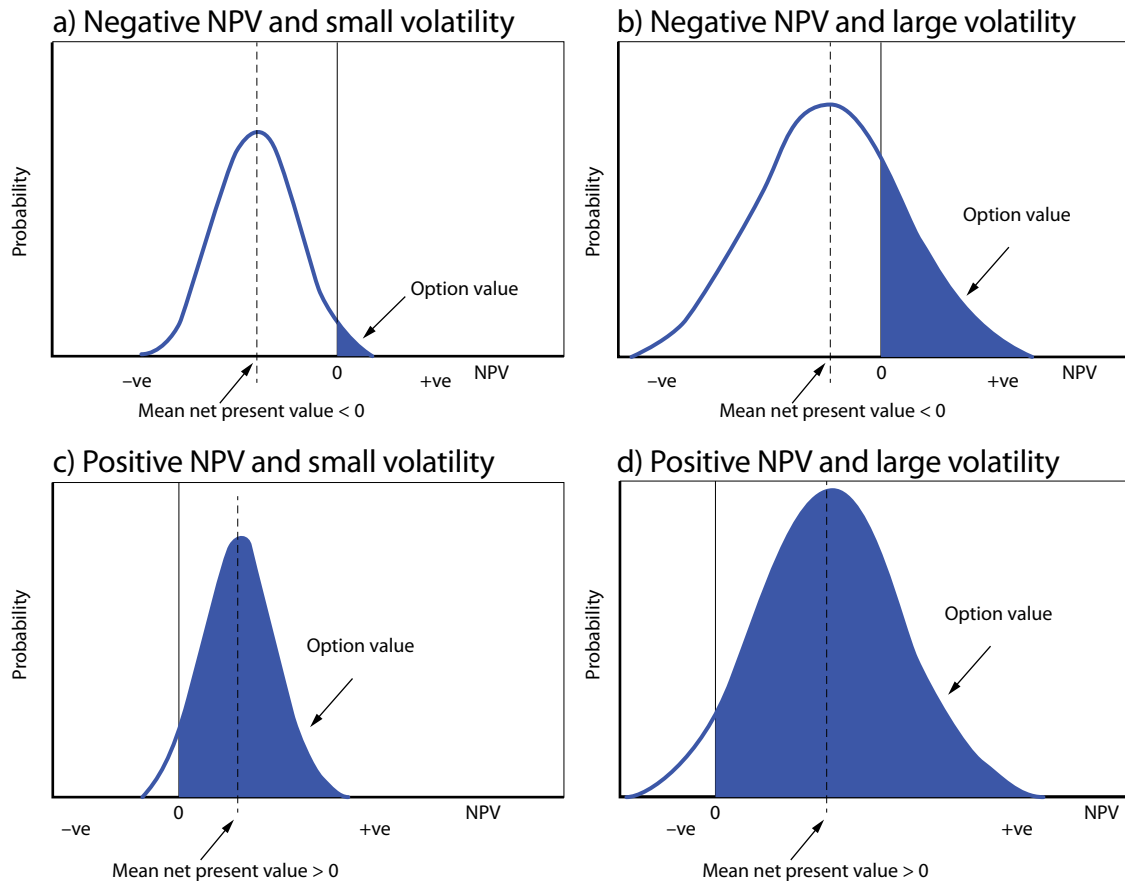 a) Negative NPV and small volatility
Probability
Option value
–ve
0
+ve
NPV
Mean net present value < 0
b) Negative NPV and large volatility
Probability
Option value
–ve
0
+ve
NPV
Mean net present value < 0
c) Positive NPV and small volatility
Probability
Option value
–ve
0
+ve
NPV
Mean net present value > 0
d) Positive NPV and large volatility
Probability
Option value
–ve
0
+ve
NPV
Mean net present value > 0